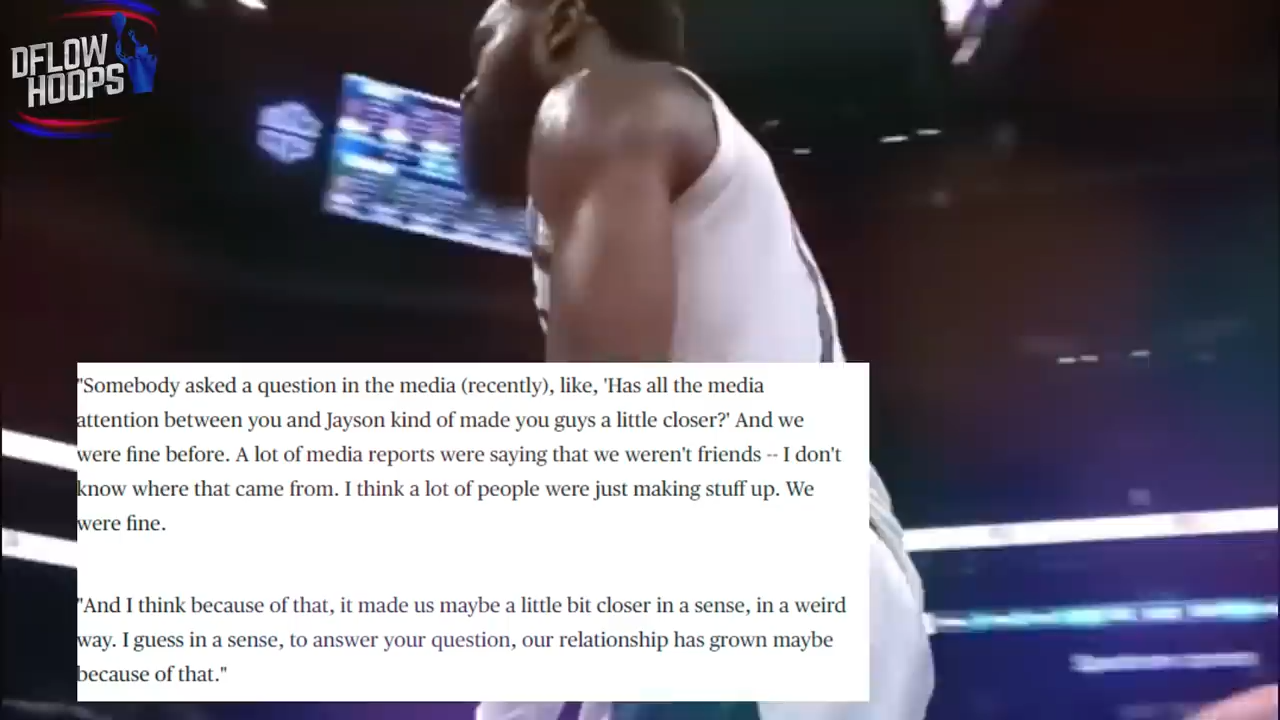 DFLOW
HOOPS
"Somebody asked a question in the media (recently), like, 'Has all the media
attention between you and Jayson kind of made you guys a little closer?' And we
were fine before. A lot of media reports were saying that we weren't friends -- I don't
know where that came from. I think a lot of people were just making stuff up. We
were fine.
"And I think because of that, it made us maybe a little bit closer in a sense, in a weird
way. I guess in a sense, to answer your question, our relationship has grown maybe
because of that."